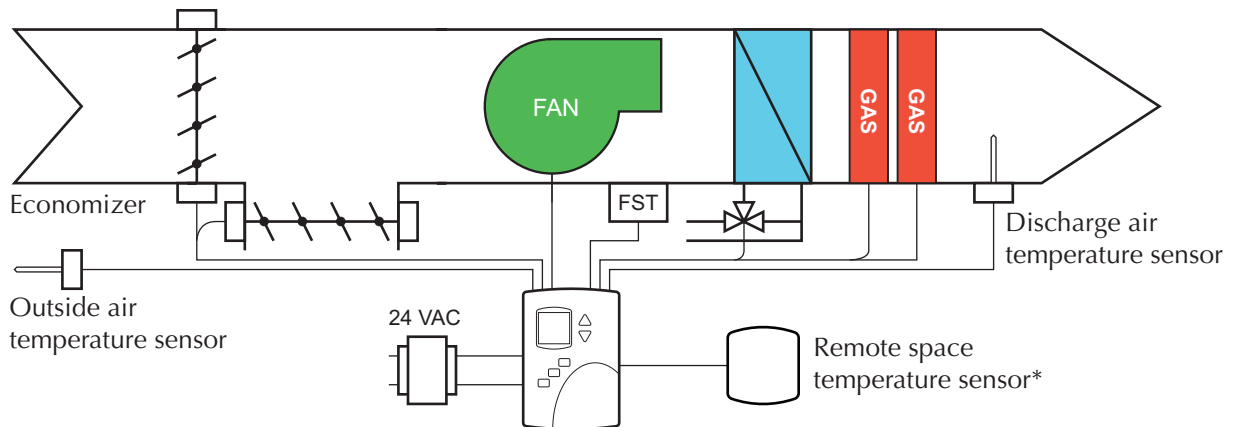 FAN
GAS
GAS
Economizer
FST
Discharge air
temperature sensor
Outside air
temperature sensor
24 VAC
Remote space
temperature sensor*